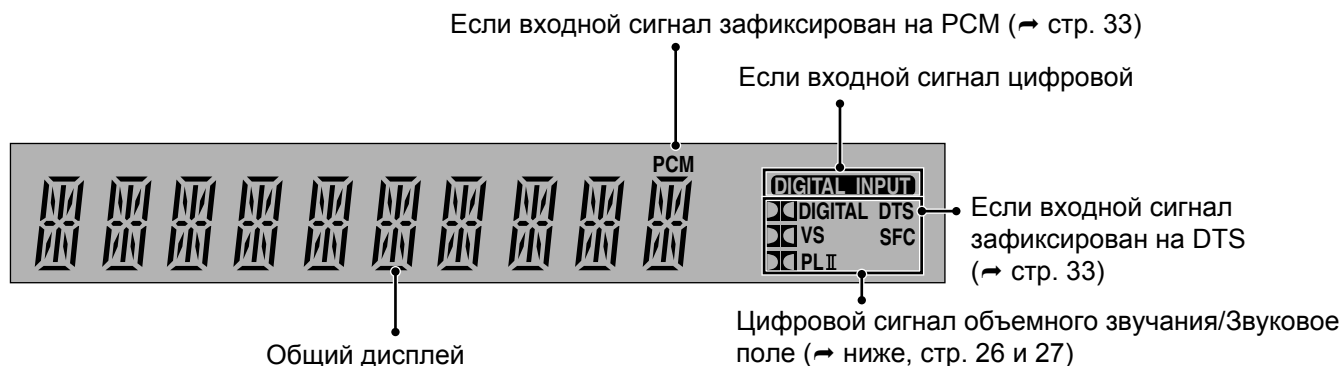 Если входной сигнал зафиксирован на PCM (➦ стр. 33)
Если входной сигнал цифровой
PCM
DIGITAL INPUT
DIGITAL DTS
VS SFC
PL II
Если входной сигнал
зафиксирован на DTS
(➦ стр. 33)
Цифровой сигнал объемного звучания/Звуковое
поле (➦ ниже, стр. 26 и 27)
Общий дисплей